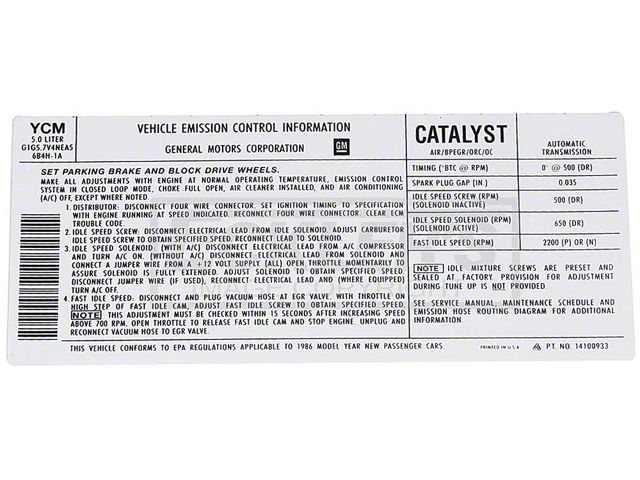 YCM
5.0 LITER
G1G5.7V4NEA5
6B4H-1A
VEHICLE EMISSION CONTROL INFORMATION
GENERAL MOTORS CORPORATION GM
SET PARKING BRAKE AND BLOCK DRIVE WHEELS.
MAKE ALL ADJUSTMENTS WITH ENGINE AT NORMAL OPERATING TEMPERATURE, EMISSION CONTROL
SYSTEM IN CLOSED LOOP MODE, CHOKE FULL OPEN, AIR CLEANER INSTALLED, AND AIR CONDITIONING
(A/C) OFF, EXCEPT WHERE NOTED
1. DISTRIBUTOR: DISCONNECT FOUR WIRE CONNECTOR. SET IGNITION TIMING TO SPECIFICATION
WITH ENGINE RUNNING AT SPEED INDICATED. RECONNECT FOUR WIRE CONNECTOR. CLEAR ECM
TROUBLE CODE.
2. IDLE SPEED SCREW: DISCONNECT ELECTRICAL LEAD FROM IDLE SOLENOID. ADJUST CARBURETOR
IDLE SPEED SCREW TO OBTAIN SPECIFIED SPEED. RECONNECT LEAD TO SOLENOID.
3. IDLE SPEED SOLENOID: (WITH A/C) DISCONNECT ELECTRICAL LEAD FROM A/C COMPRESSOR
AND TURN A/C ON. (WITHOUT A/C) DISCONNECT ELECTRICAL LEAD FROM SOLENOID AND
CONNECT A JUMPER WIRE FROM A +12 VOLT SUPPLY. (ALL) OPEN THROTTLE MOMENTARILY TO
ASSURE SOLENOID IS FULLY EXTENDED. ADJUST SOLENOID TO OBTAIN SPECIFIED SPEED.
DISCONNECT JUMPER WIRE (IF USED), RECONNECT ELECTRICAL LEAD (WHERE REMOVED) AND
TURN A/C OFF.
4. FAST IDLE SPEED: DISCONNECT AND PLUG VACUUM HOSE AT EGR VALVE. WITH THROTTLE ON
HIGH STEP OF FAST CAM, ADJUST FAST IDLE SPEED SCREW TO OBTAIN SPECIFIED SPEED.
NOTE THIS ADJUSTMENT MUST BE CHECKED WITHIN 15 SECONDS AFTER INCREASING SPEED
ABOVE 700 RPM. OPEN THROTTLE TO RELEASE FAST IDLE CAM AND STOP ENGINE. UNPLUG AND
RECONNECT VACUUM HOSE TO EGR VALVE.
THIS VEHICLE CONFORMS TO EPA REGULATIONS APPLICABLE TO 1986 MODEL YEAR NEW PASSENGER CARS.
CATALYST
AIR/BPEGR/ORC/OC
AUTOMATIC
TRANSMISSION
TIMING (°BTC @ RPM) 0° @ 500 (DR)
SPARK PLUG GAP (IN.) 0.035
IDLE SPEED SCREW (RPM)
(SOLENOID INACTIVE) 500 (DR)
IDLE SPEED SOLENOID (RPM)
(SOLENOID ACTIVE) 650 (DR)
FAST IDLE SPEED (RPM) 2200 (P) OR (N)
NOTE IDLE MIXTURE SCREWS ARE PRESET AND
SEALED AT FACTORY. PROVISION FOR ADJUSTMENT
DURING TUNE UP IS NOT PROVIDED.
SEE SERVICE MANUAL, MAINTENANCE SCHEDULE AND
EMISSION HOSE ROUTING DIAGRAM FOR ADDITIONAL
INFORMATION
PRINTED IN U.S.A. PT. NO. 14100933